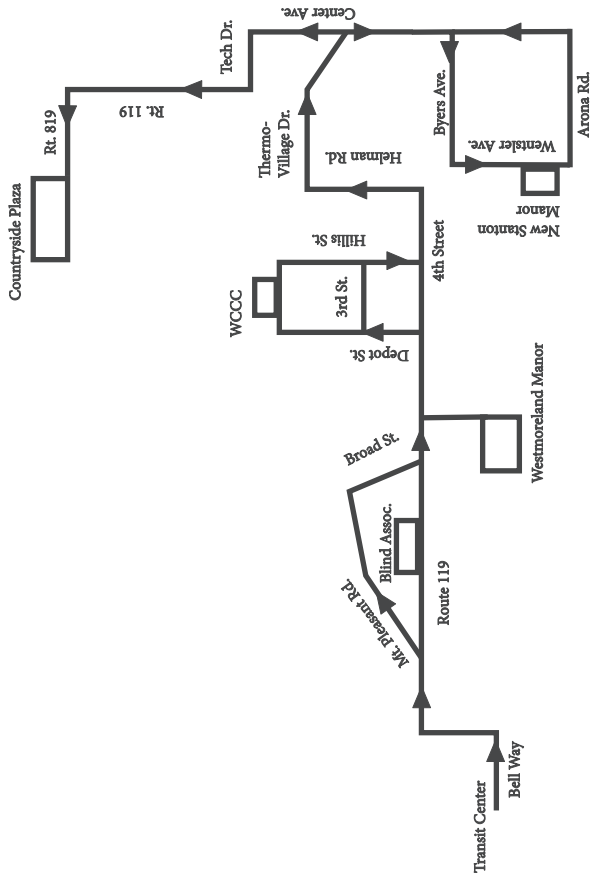 Center Ave.
Tech Dr.
Rt. 119
Rt. 819
Countryside Plaza
Thermo-
Village Dr.
Helman Rd.
Byers Ave.
Wentsler Ave.
Arona Rd.
New Stanton
Manor
Hillis St.
WCCC
3rd St.
4th Street
Depot St.
Westmoreland Manor
Broad St.
Blind Assoc.
Mt. Pleasant Rd.
Route 119
Transit Center
Bell Way